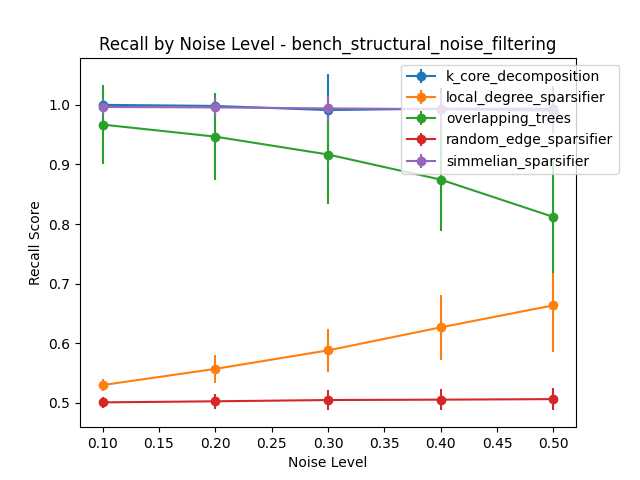 Recall by Noise Level - bench_structural_noise_filtering
k_core_decomposition
local_degree_sparsifier
overlapping_trees
random_edge_sparsifier
simmelian_sparsifier
Recall Score
1.0
0.9
0.8
0.7
0.6
0.5
0.10 0.15 0.20 0.25 0.30 0.35 0.40 0.45 0.50
Noise Level